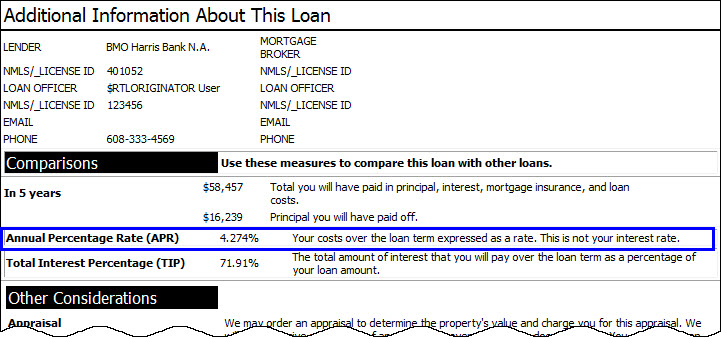 Additional Information About This Loan
LENDER BMO Harris Bank N.A. MORTGAGE BROKER
NMLS/_LICENSE ID 401052 NMLS/_LICENSE ID
LOAN OFFICER $RTLORIGINATOR User LOAN OFFICER
NMLS/_LICENSE ID 123456 NMLS/_LICENSE ID
EMAIL EMAIL
PHONE 608-333-4569 PHONE
Comparisons Use these measures to compare this loan with other loans.
In 5 years $58,457 Total you will have paid in principal, interest, mortgage insurance, and loan
costs.
$16,239 Principal you will have paid off.
Annual Percentage Rate (APR) 4.274% Your costs over the loan term expressed as a rate. This is not your interest rate.
Total Interest Percentage (TIP) 71.91% The total amount of interest that you will pay over the loan term as a percentage of
your loan amount.
Other Considerations
Appraisal We may order an appraisal to determine the property's value and charge you for this appraisal. We